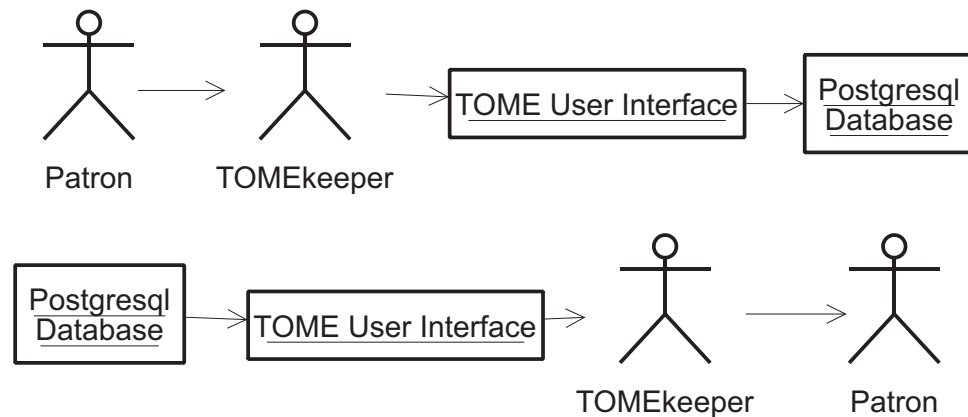 TOME User Interface
Postgresql
Database
Patron
TOMEkeeper
Postgresql
Database
TOME User Interface
TOMEkeeper
Patron